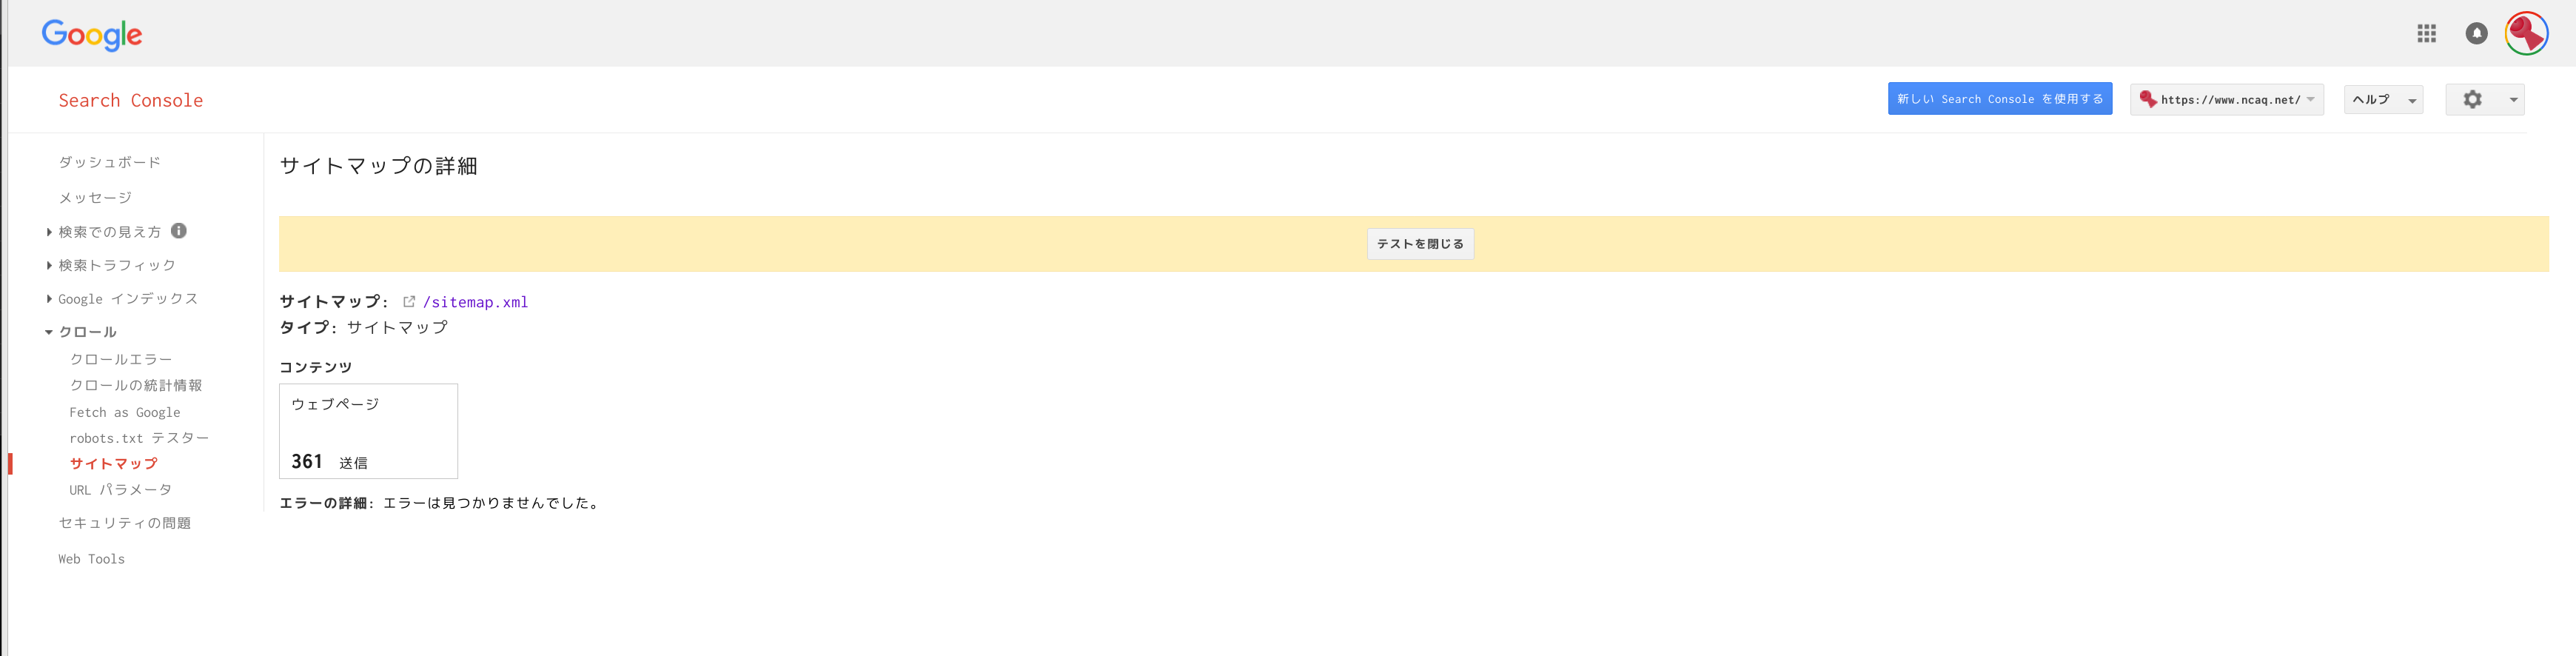 Google
Search Console
新しい Search Console を使用する
https://www.ncaq.net/
ヘルプ
ダッシュボード
メッセージ
検索での見え方
検索トラフィック
Google インデックス
クロール
クロールエラー
クロールの統計情報
Fetch as Google
robots.txt テスター
サイトマップ
URL パラメータ
セキュリティの問題
Web Tools
サイトマップの詳細
テストを閉じる
サイトマップ: /sitemap.xml
タイプ: サイトマップ
コンテンツ
ウェブページ
361 送信
エラーの詳細: エラーは見つかりませんでした。